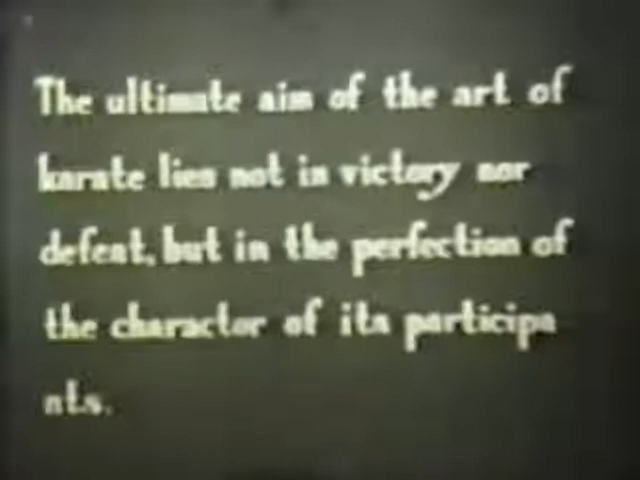 The ultimate aim of the art of
karate lies not in victory nor
defeat, but in the perfection of
the charactor of its participa
nts.